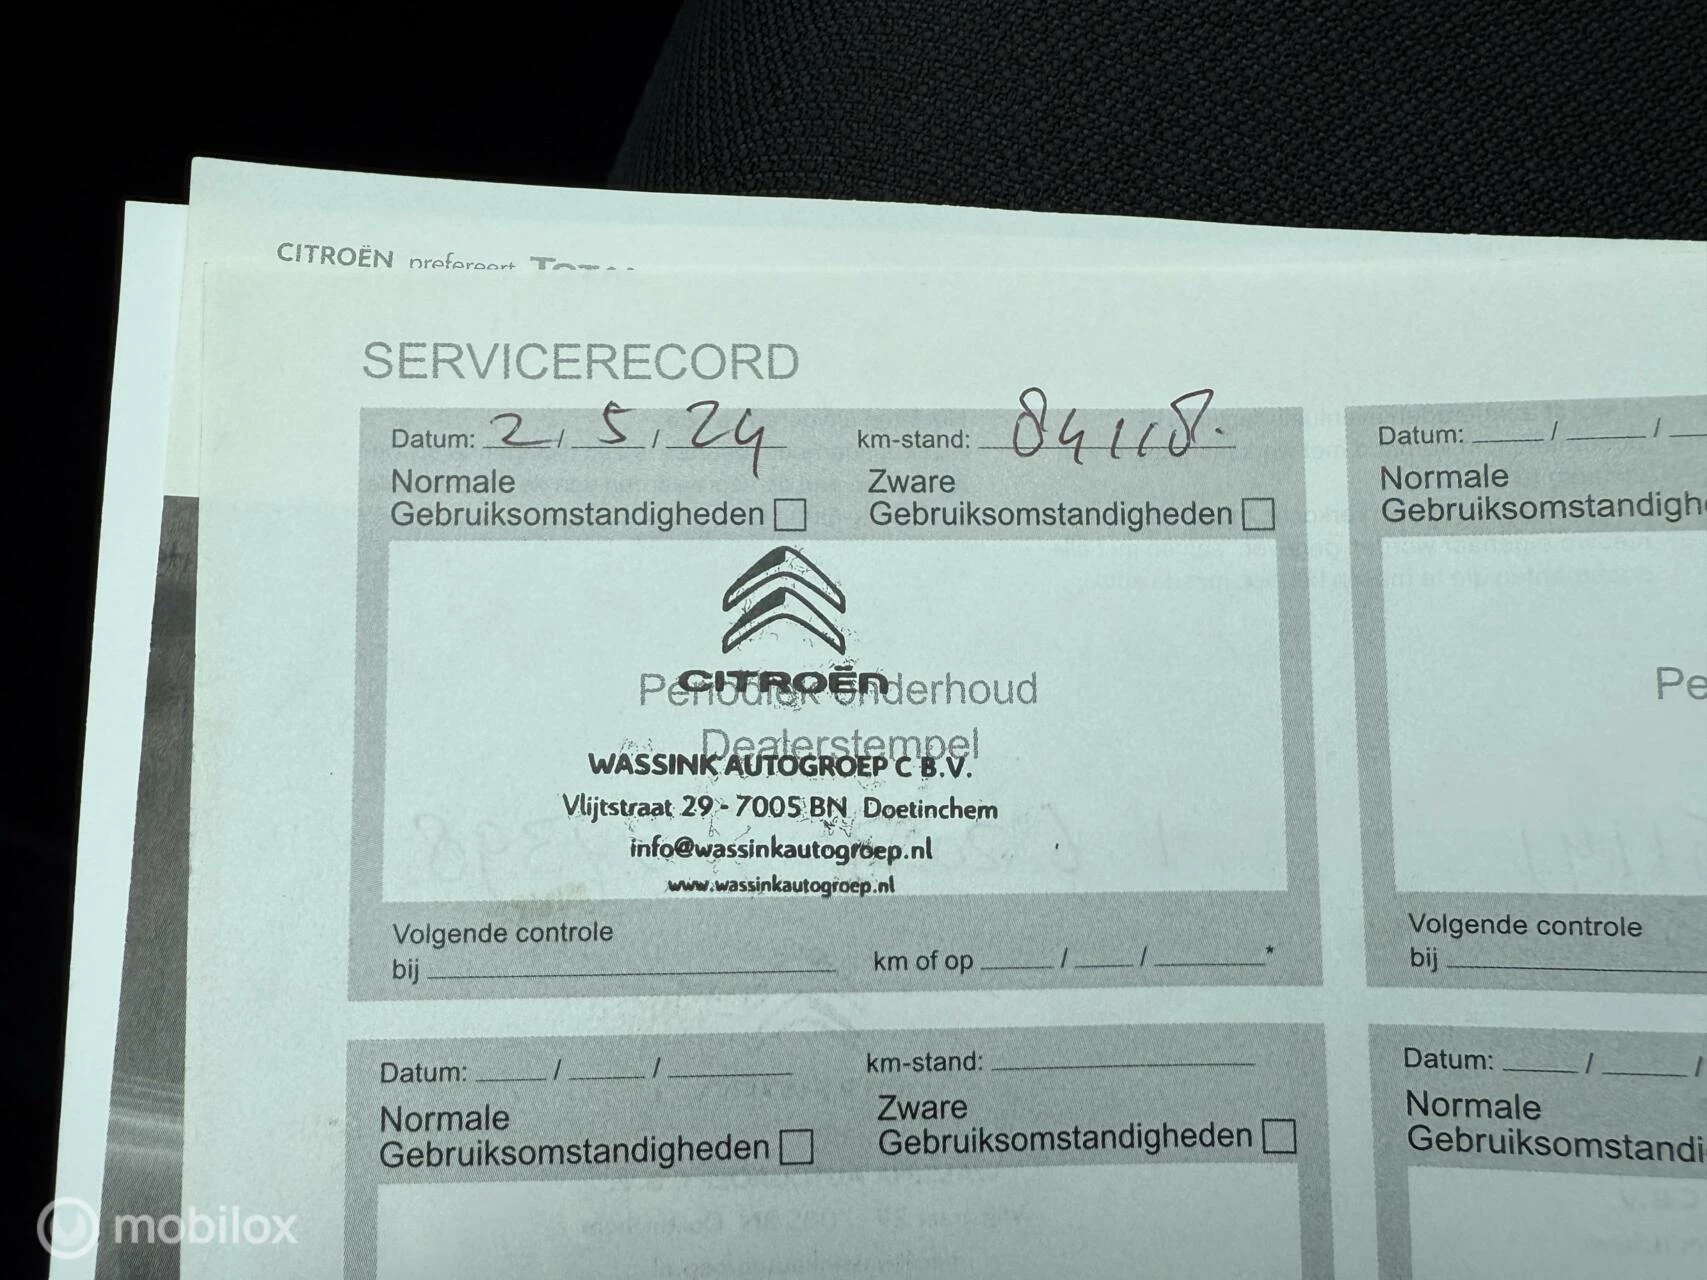 CITROËN prefereert TOTAL
SERVICERECORD
Datum: 2 / 5 / 24 km-stand: 84118.
Normale Zware
Gebruiksomstandigheden Gebruiksomstandigheden
CITROËN
Periodiek onderhoud
Dealerstempel
WASSINK AUTOGROEP C B.V.
Vlijtstraat 29 - 7005 BN Doetinchem
info@wassinkautogroep.nl
www.wassinkautogroep.nl
Volgende controle
bij km of op / / *
Datum: / /
Normale
Gebruiksomstandigh
Pe
Volgende controle
bij
Datum: / / km-stand:
Normale Zware
Gebruiksomstandigheden Gebruiksomstandigheden
Datum: / /
Normale
Gebruiksomstandi
mobilox